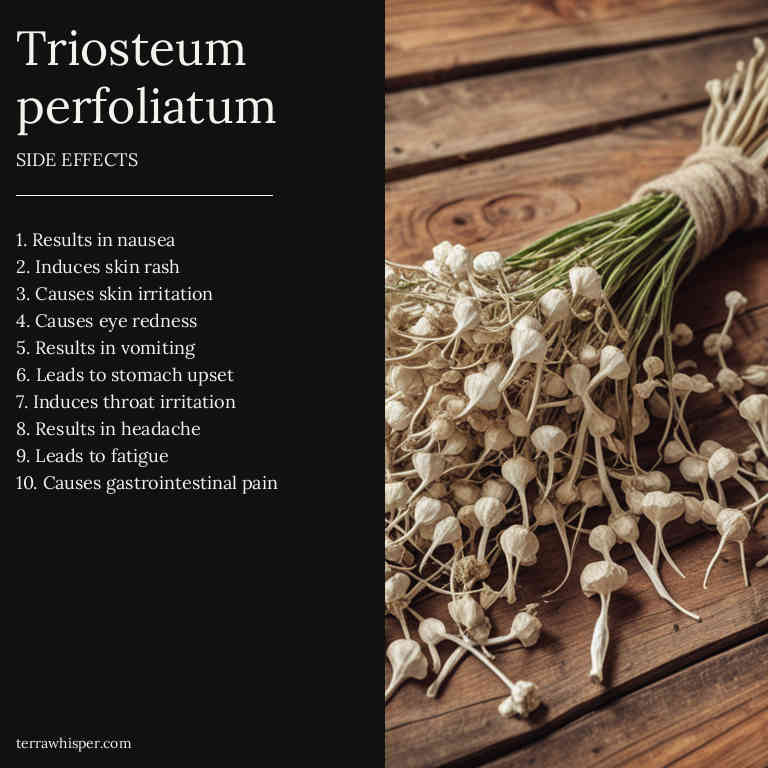 Triosteum
perfoliatum
SIDE EFFECTS
1. Results in nausea
2. Induces skin rash
3. Causes skin irritation
4. Causes eye redness
5. Results in vomiting
6. Leads to stomach upset
7. Induces throat irritation
8. Results in headache
9. Leads to fatigue
10. Causes gastrointestinal pain
terrawhisper.com